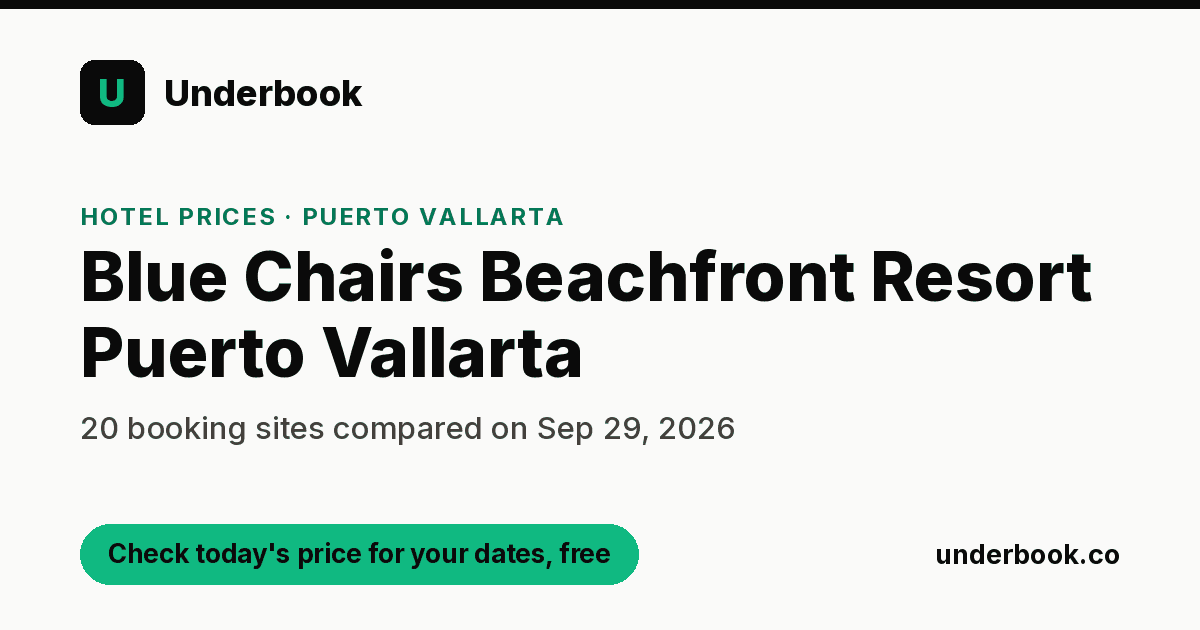 U Underbook
HOTEL PRICES · PUERTO VALLARTA
Blue Chairs Beachfront Resort
Puerto Vallarta
20 booking sites compared on Sep 29, 2026
Check today's price for your dates, free
underbook.co